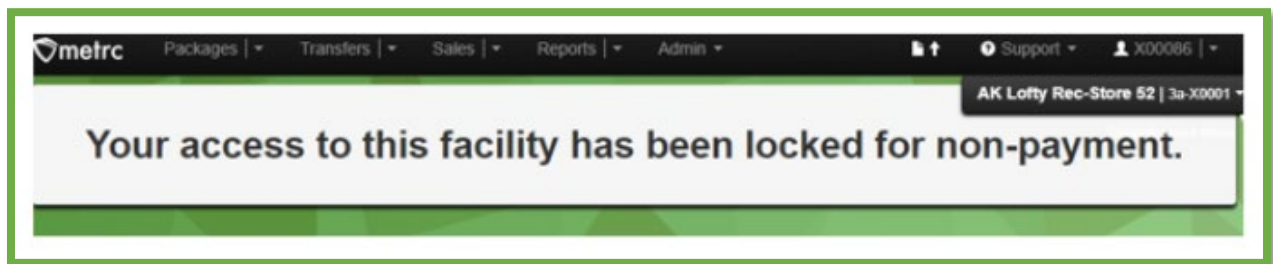 metrc Packages | Transfers | Sales | Reports | Admin Support X00086 |
AK Lofty Rec-Store 52 | 3a-X0001
Your access to this facility has been locked for non-payment.